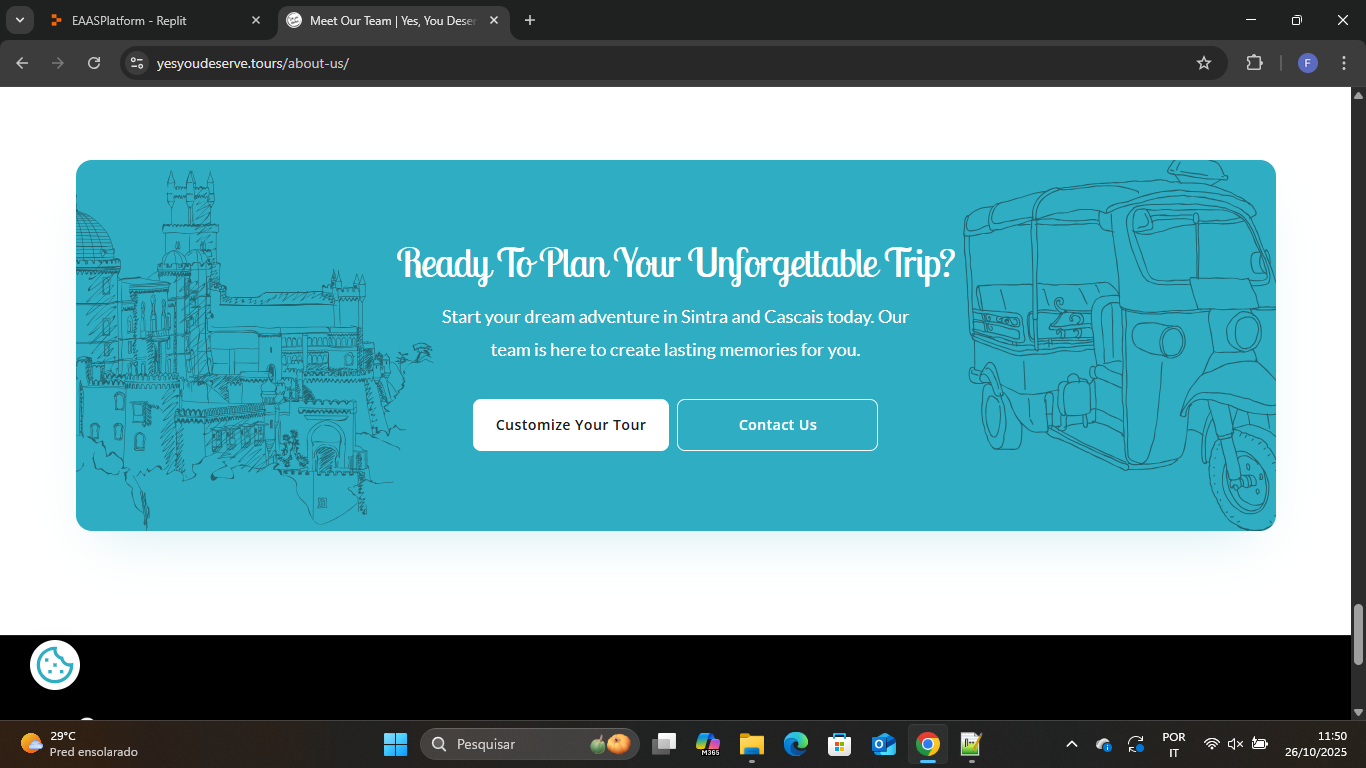 EAASPlatform - Replit
Meet Our Team | Yes, You Deser
yesyoudeserve.tours/about-us/
F
Ready To Plan Your Unforgettable Trip?
Start your dream adventure in Sintra and Cascais today. Our
team is here to create lasting memories for you.
Customize Your Tour
Contact Us
29°C
Pred ensolarado
Pesquisar
M365
POR
IT
11:50
26/10/2025